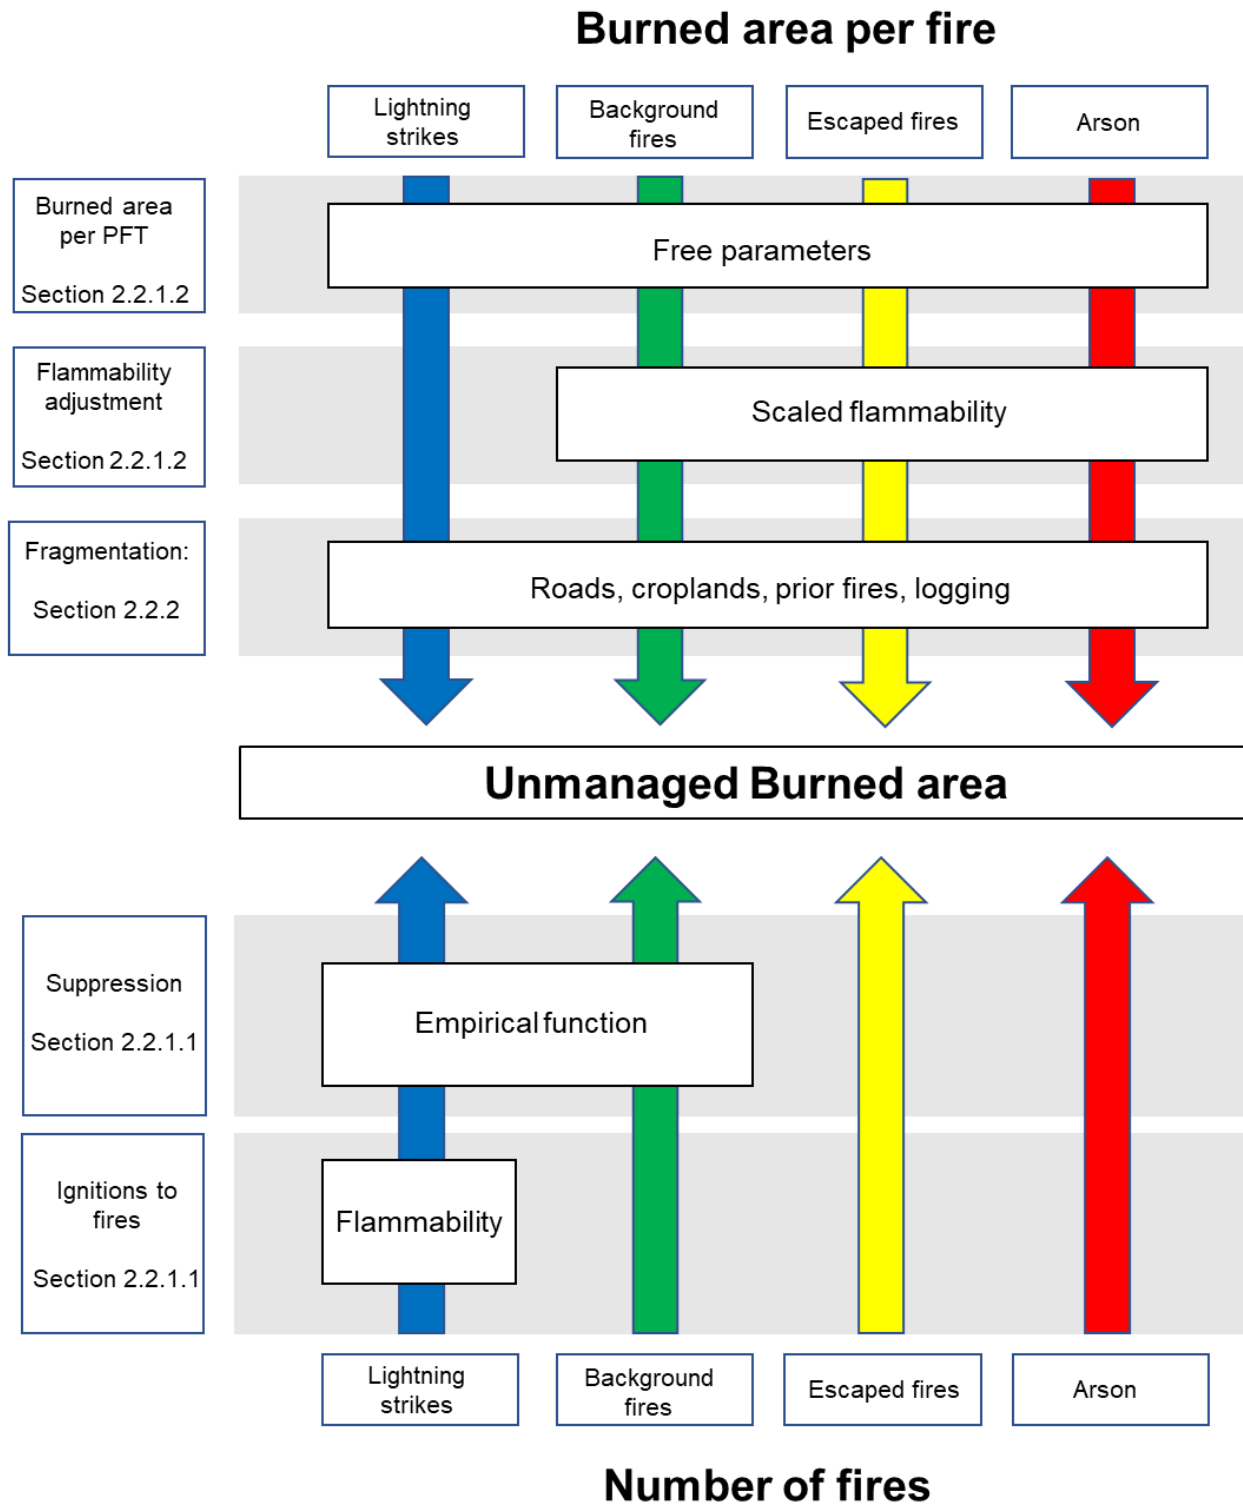 Burned area per fire
Lightning
strikes
Background
fires
Escaped fires
Arson
Burned area
per PFT
Section 2.2.1.2
Free parameters
Flammability
adjustment
Section 2.2.1.2
Scaled flammability
Fragmentation:
Section 2.2.2
Roads, croplands, prior fires, logging
Unmanaged Burned area
Suppression
Section 2.2.1.1
Empirical function
Ignitions to
fires
Section 2.2.1.1
Flammability
Lightning
strikes
Background
fires
Escaped fires
Arson
Number of fires